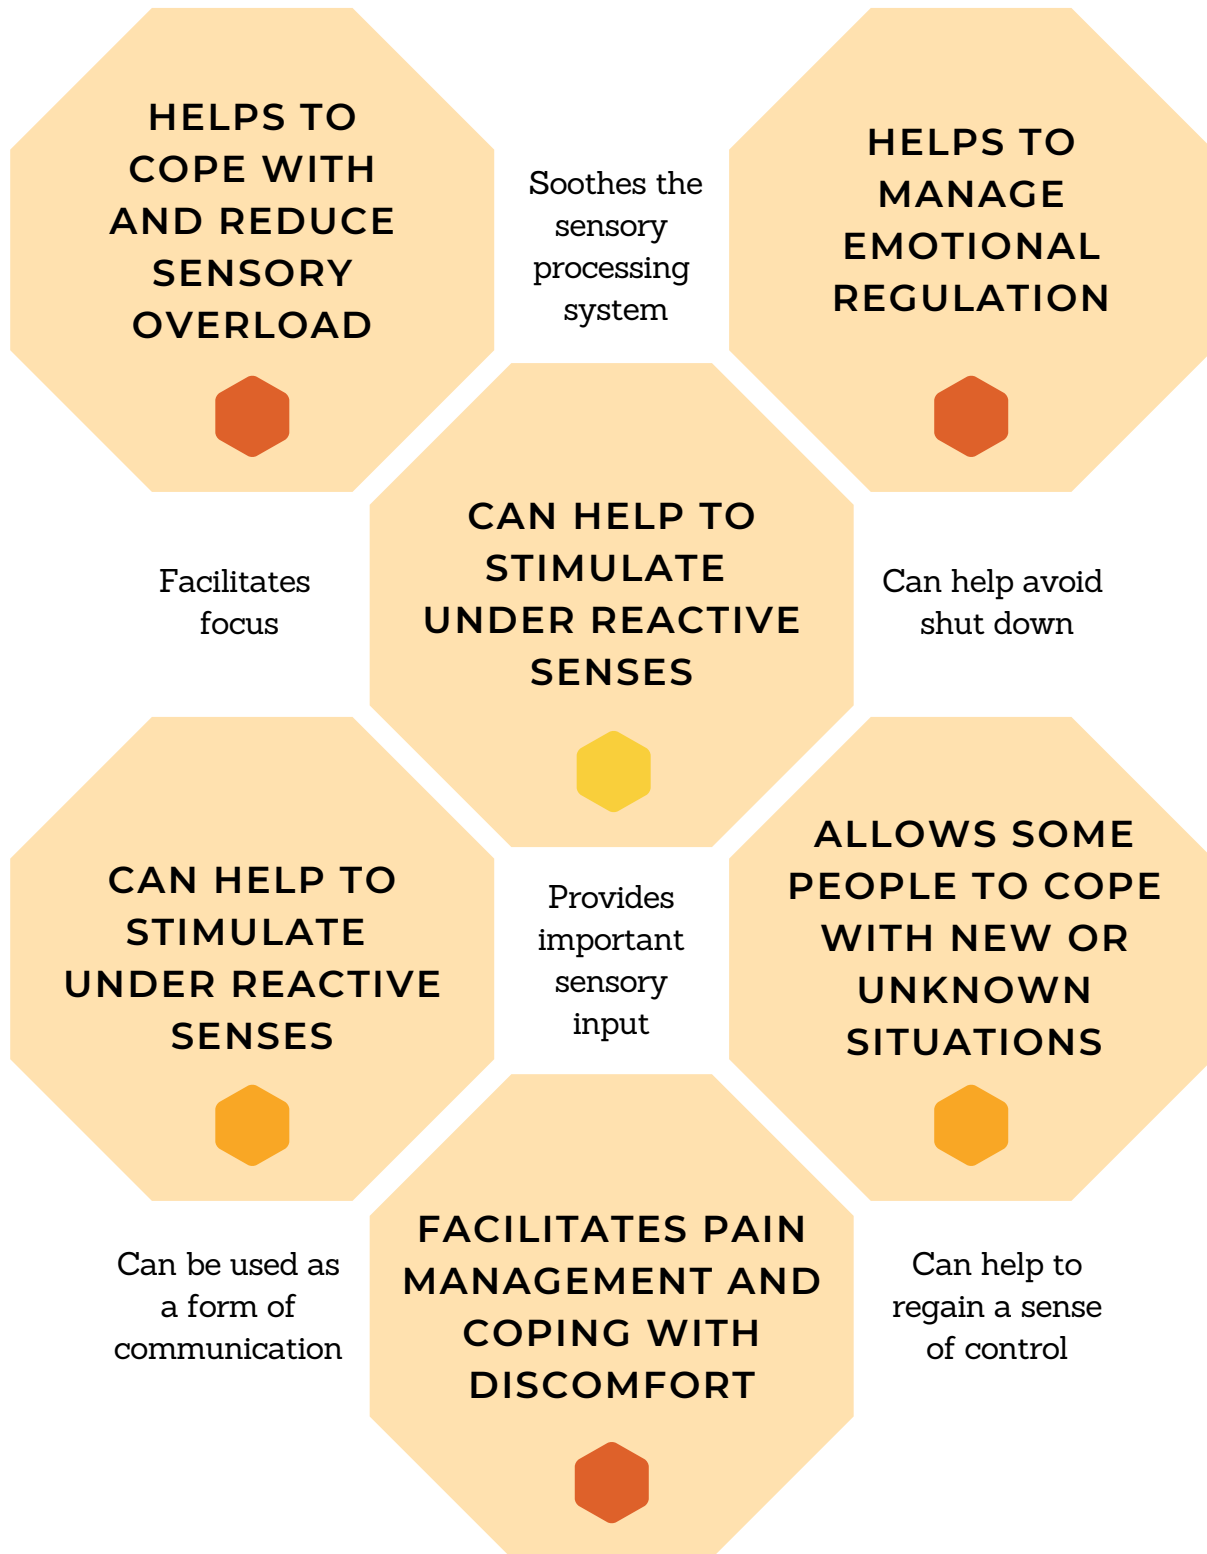 HELPS TO
COPE WITH
AND REDUCE
SENSORY
OVERLOAD
Soothes the
sensory
processing
system
HELPS TO
MANAGE
EMOTIONAL
REGULATION
Facilitates
focus
CAN HELP TO
STIMULATE
UNDER REACTIVE
SENSES
Can help avoid
shut down
CAN HELP TO
STIMULATE
UNDER REACTIVE
SENSES
Provides
important
sensory
input
ALLOWS SOME
PEOPLE TO COPE
WITH NEW OR
UNKNOWN
SITUATIONS
Can be used as
a form of
communication
FACILITATES PAIN
MANAGEMENT AND
COPING WITH
DISCOMFORT
Can help to
regain a sense
of control